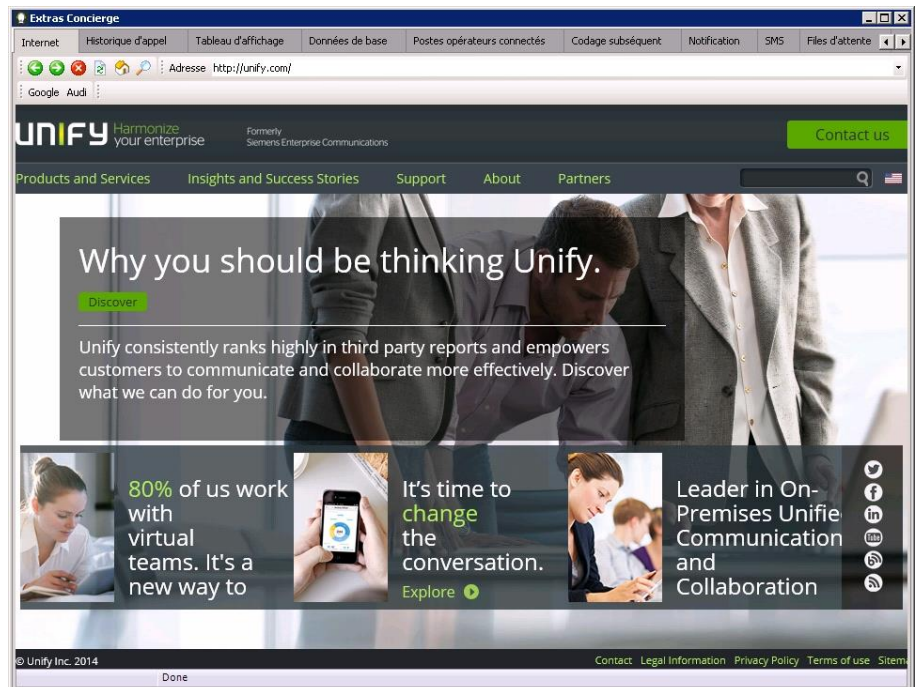 Extras Concierge
Internet Historique d'appel Tableau d'affichage Données de base Postes opérateurs connectés Codage subséquent Notification SMS Files d'attente
Adresse http://unify.com/
Google Audi
UNIFY Harmonize your enterprise
Formerly
Siemens Enterprise Communications
Contact us
Products and Services Insights and Success Stories Support About Partners
Why you should be thinking Unify.
Discover
Unify consistently ranks highly in third party reports and empowers
customers to communicate and collaborate more effectively. Discover
what we can do for you.
80% of us work
with
virtual
teams. It's a
new way to
It's time to
change
the
conversation.
Explore
Leader in On-
Premises Unifie
Communication
and
Collaboration
© Unify Inc. 2014
Contact Legal Information Privacy Policy Terms of use Sitem
Done